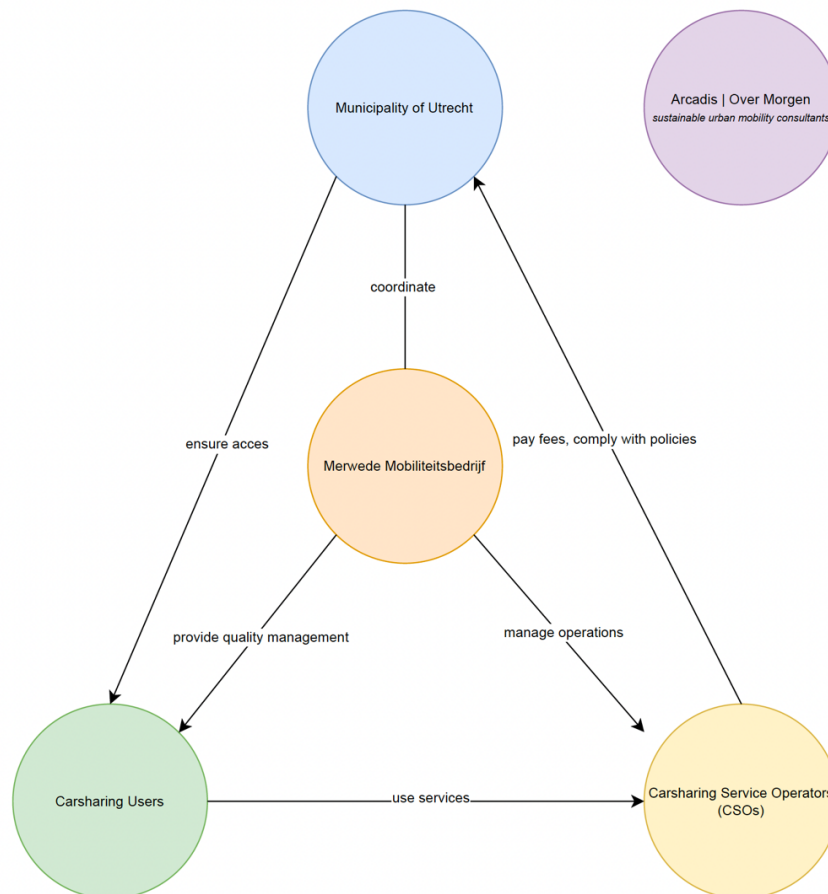 Municipality of Utrecht
Arcadis | Over Morgen
sustainable urban mobility consultants
coordinate
ensure acces
pay fees, comply with policies
Merwede Mobiliteitsbedrijf
provide quality management
manage operations
Carsharing Users
use services
Carsharing Service Operators
(CSOs)